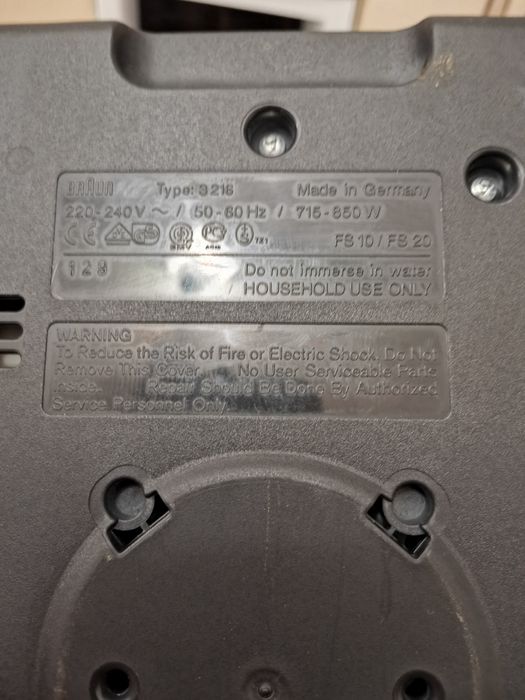 BRAUN Type: 3 216 Made in Germany
220-240 V ~ / 50-60 Hz / 715-850 W
FS 10 / FS 20
Do not immerse in water
HOUSEHOLD USE ONLY
WARNING
To Reduce the Risk of Fire or Electric Shock. Do Not
Remove This Cover. No User Serviceable Parts
Inside. Repair Should Be Done By Authorized
Service Personnel Only.